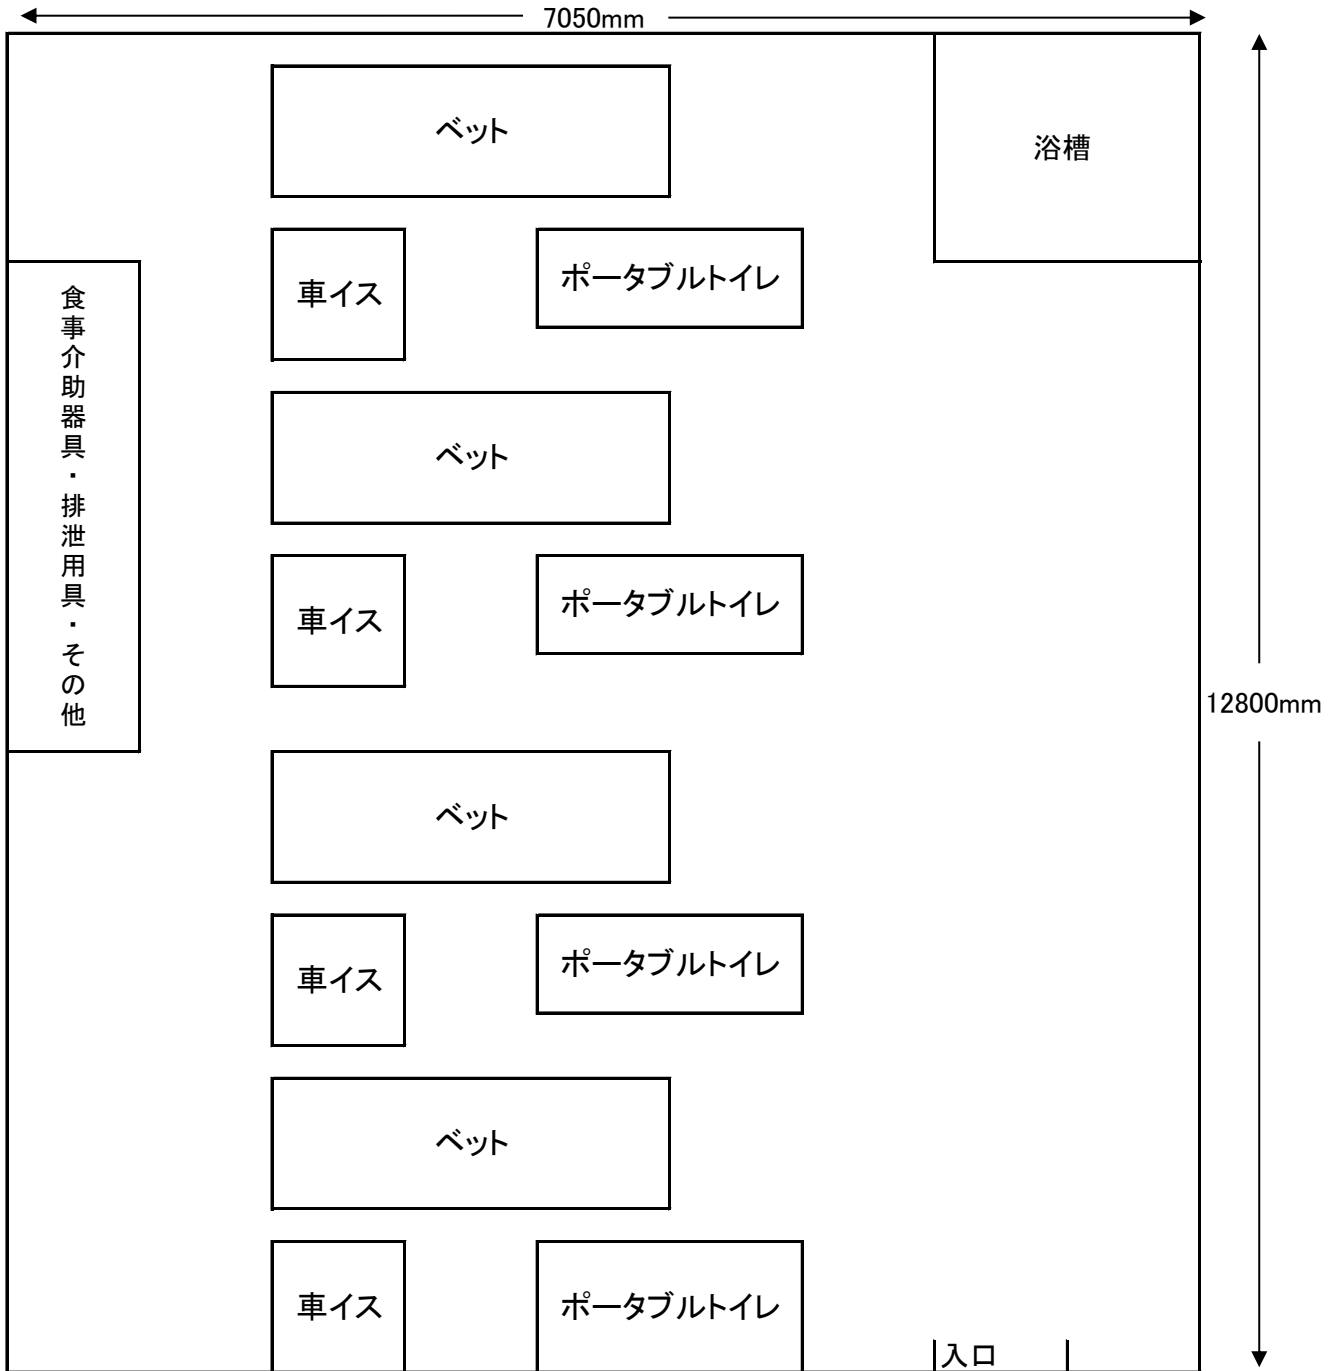 7050mm
ベット
浴槽
車イス
ポータブルトイレ
食事介助器具・排泄用具・その他
ベット
車イス
ポータブルトイレ
12800mm
ベット
車イス
ポータブルトイレ
ベット
車イス
ポータブルトイレ
入口